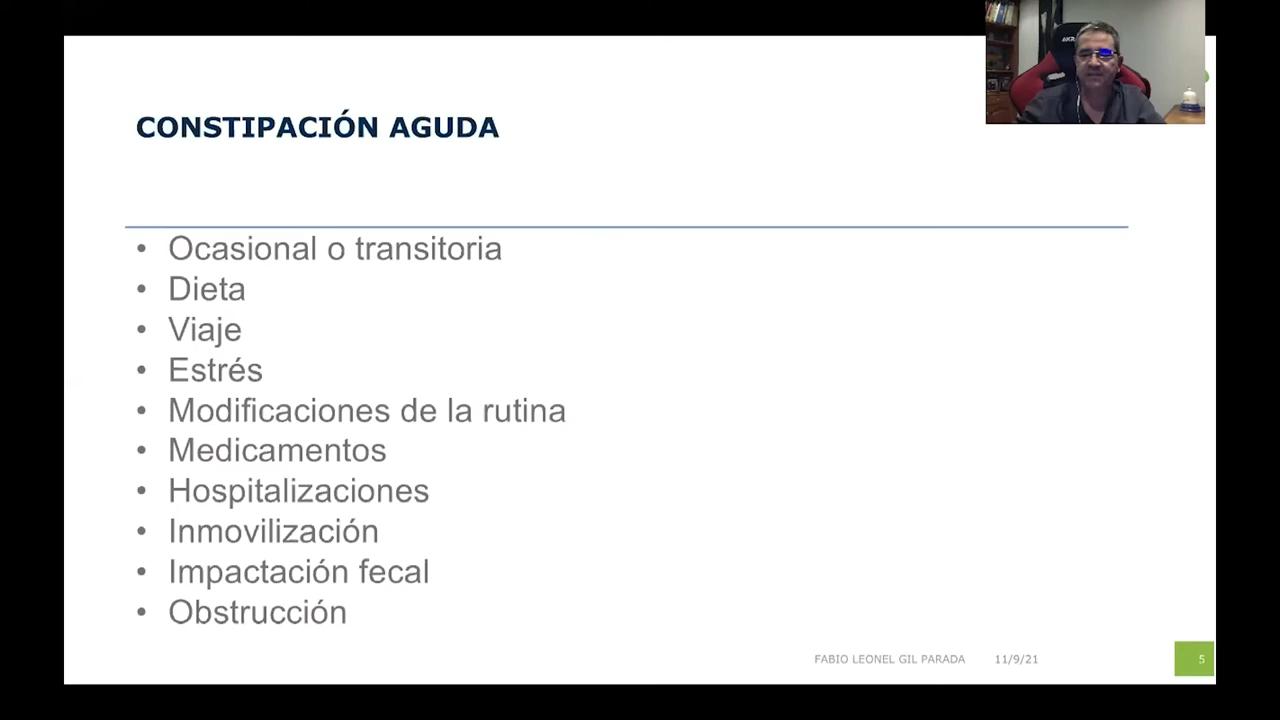 CONSTIPACIÓN AGUDA
• Ocasional o transitoria
• Dieta
• Viaje
• Estrés
• Modificaciones de la rutina
• Medicamentos
• Hospitalizaciones
• Inmovilización
• Impactación fecal
• Obstrucción
FABIO LEONEL GIL PARADA 11/9/21 5